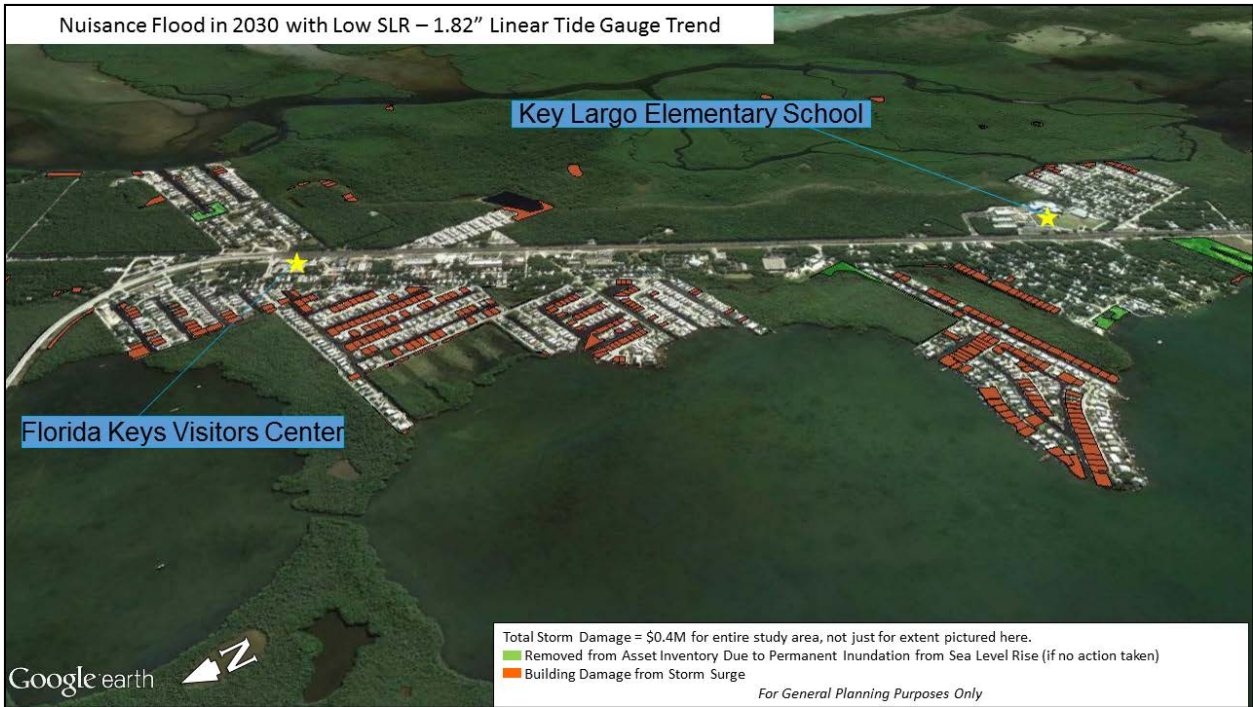 Nuisance Flood in 2030 with Low SLR – 1.82” Linear Tide Gauge Trend
Key Largo Elementary School
Florida Keys Visitors Center
Total Storm Damage = $0.4M for entire study area, not just for extent pictured here.
Removed from Asset Inventory Due to Permanent Inundation from Sea Level Rise (if no action taken)
Building Damage from Storm Surge
For General Planning Purposes Only
Google earth
N